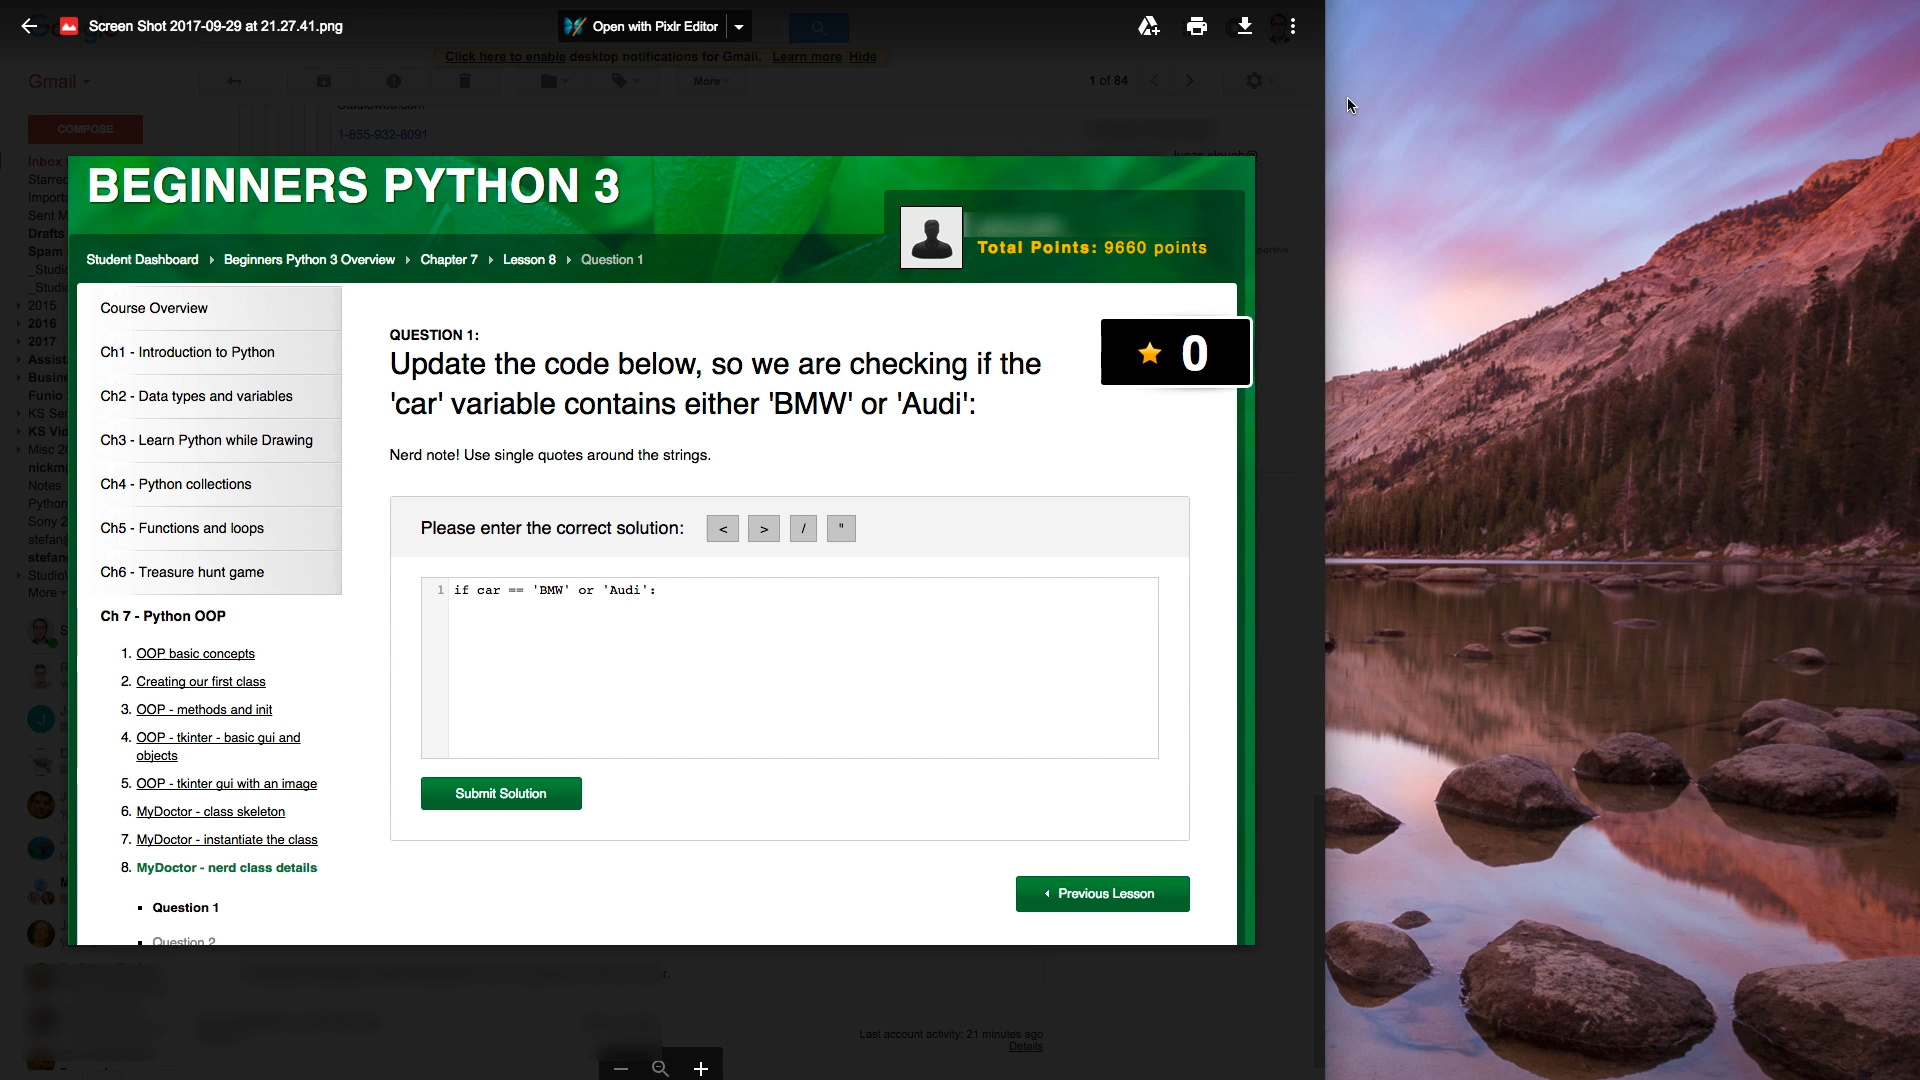 Screen Shot 2017-09-29 at 21.27.41.png
Open with Pixlr Editor
Click here to enable desktop notifications for Gmail. Learn more Hide
Gmail
More
1 of 84
COMPOSE
1-855-932-8091
Inbox
Starred
Sent M
Drafts
Spam
2015
2016
2017
More
BEGINNERS PYTHON 3
Total Points: 9660 points
Student Dashboard
Beginners Python 3 Overview
Chapter 7
Lesson 8
Question 1
Course Overview
Ch1 - Introduction to Python
Ch2 - Data types and variables
Ch3 - Learn Python while Drawing
Ch4 - Python collections
Ch5 - Functions and loops
Ch6 - Treasure hunt game
Ch 7 - Python OOP
1. OOP basic concepts
2. Creating our first class
3. OOP - methods and init
4. OOP - tkinter - basic gui and
objects
5. OOP - tkinter gui with an image
6. MyDoctor - class skeleton
7. MyDoctor - instantiate the class
8. MyDoctor - nerd class details
Question 1
Question 2
QUESTION 1:
Update the code below, so we are checking if the
'car' variable contains either 'BMW' or 'Audi':
0
Nerd note! Use single quotes around the strings.
Please enter the correct solution:
<
>
/
"
1 if car == 'BMW' or 'Audi':
Submit Solution
Previous Lesson
Last account activity: 21 minutes ago
Details